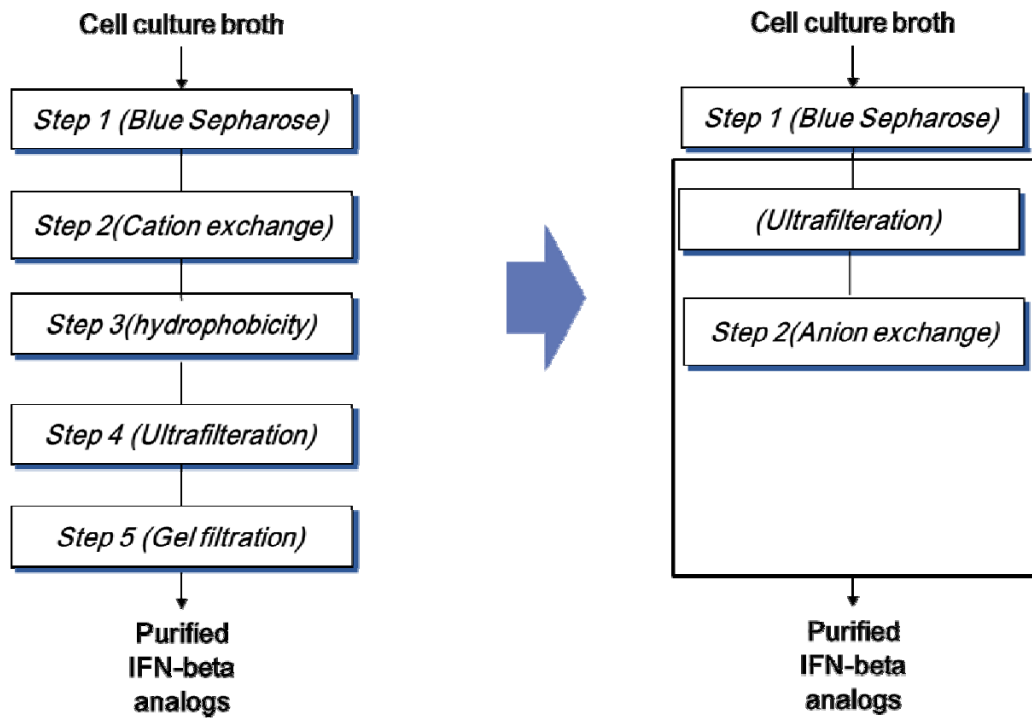 Cell culture broth
Step 1 (Blue Sepharose)
Step 2(Cation exchange)
Step 3(hydrophobicity)
Step 4 (Ultrafilteration)
Step 5 (Gel filtration)
Purified
IFN-beta
analogs
Cell culture broth
Step 1 (Blue Sepharose)
(Ultrafilteration)
Step 2(Anion exchange)
Purified
IFN-beta
analogs